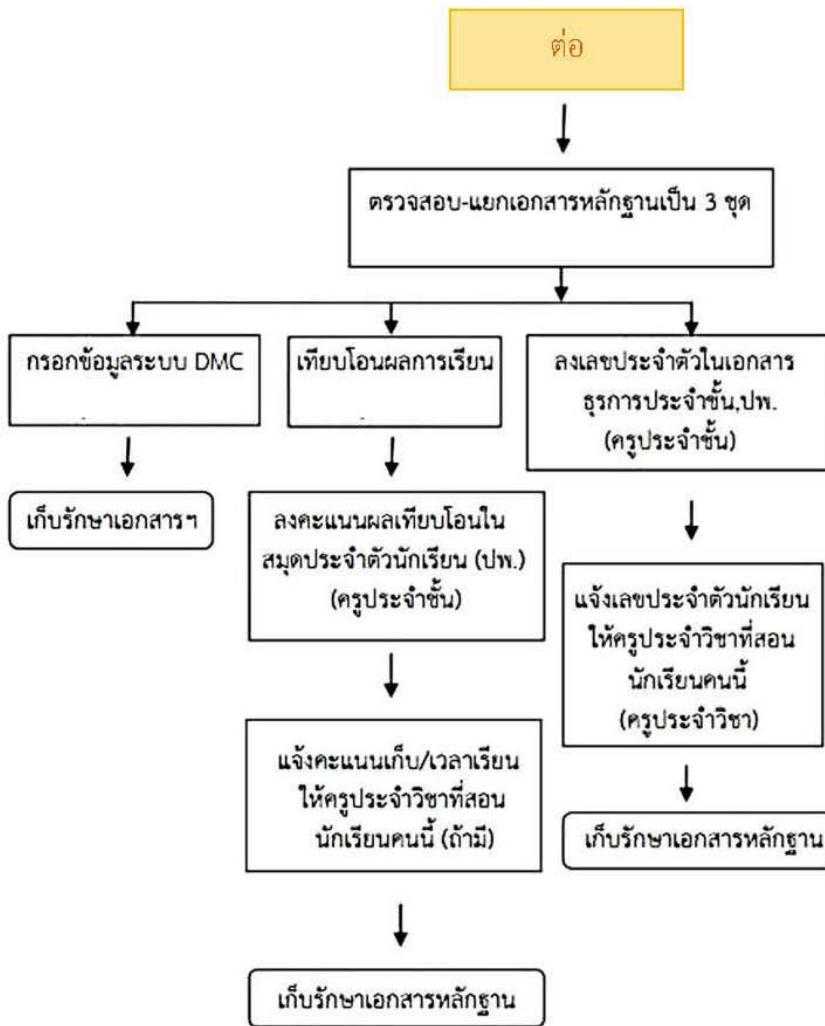 ต่อ
ตรวจสอบ-แยกเอกสารหลักฐานเป็น 3 ชุด
กรอกข้อมูลระบบ DMC
เก็บรักษาเอกสารฯ
เทียบโอนผลการเรียน
ลงคะแนนผลเทียบโอนใน
สมุดประจำตัวนักเรียน (ปพ.)
(ครูประจำชั้น)
แจ้งคะแนนเก็บ/เวลาเรียน
ให้ครูประจำวิชาที่สอน
นักเรียนคนนี้ (ถ้ามี)
เก็บรักษาเอกสารหลักฐาน
ลงเลขประจำตัวในเอกสาร
ธุรการประจำชั้น,ปพ.
(ครูประจำชั้น)
แจ้งเลขประจำตัวนักเรียน
ให้ครูประจำวิชาที่สอน
นักเรียนคนนี้
(ครูประจำวิชา)
เก็บรักษาเอกสารหลักฐาน